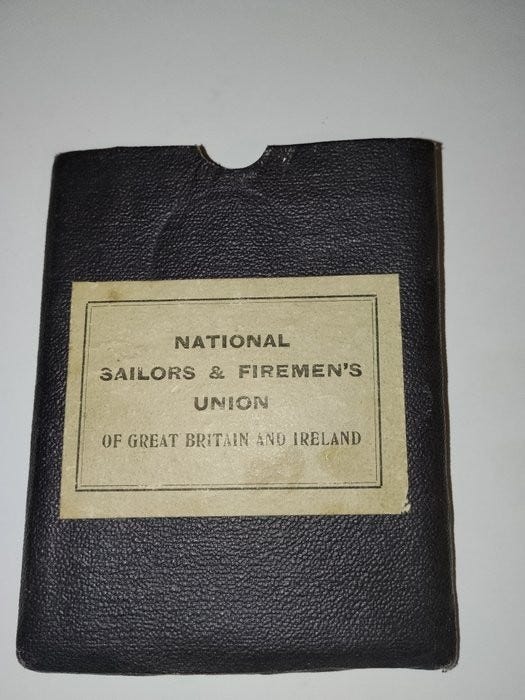 NATIONAL
SAILORS & FIREMEN'S
UNION
OF GREAT BRITAIN AND IRELAND